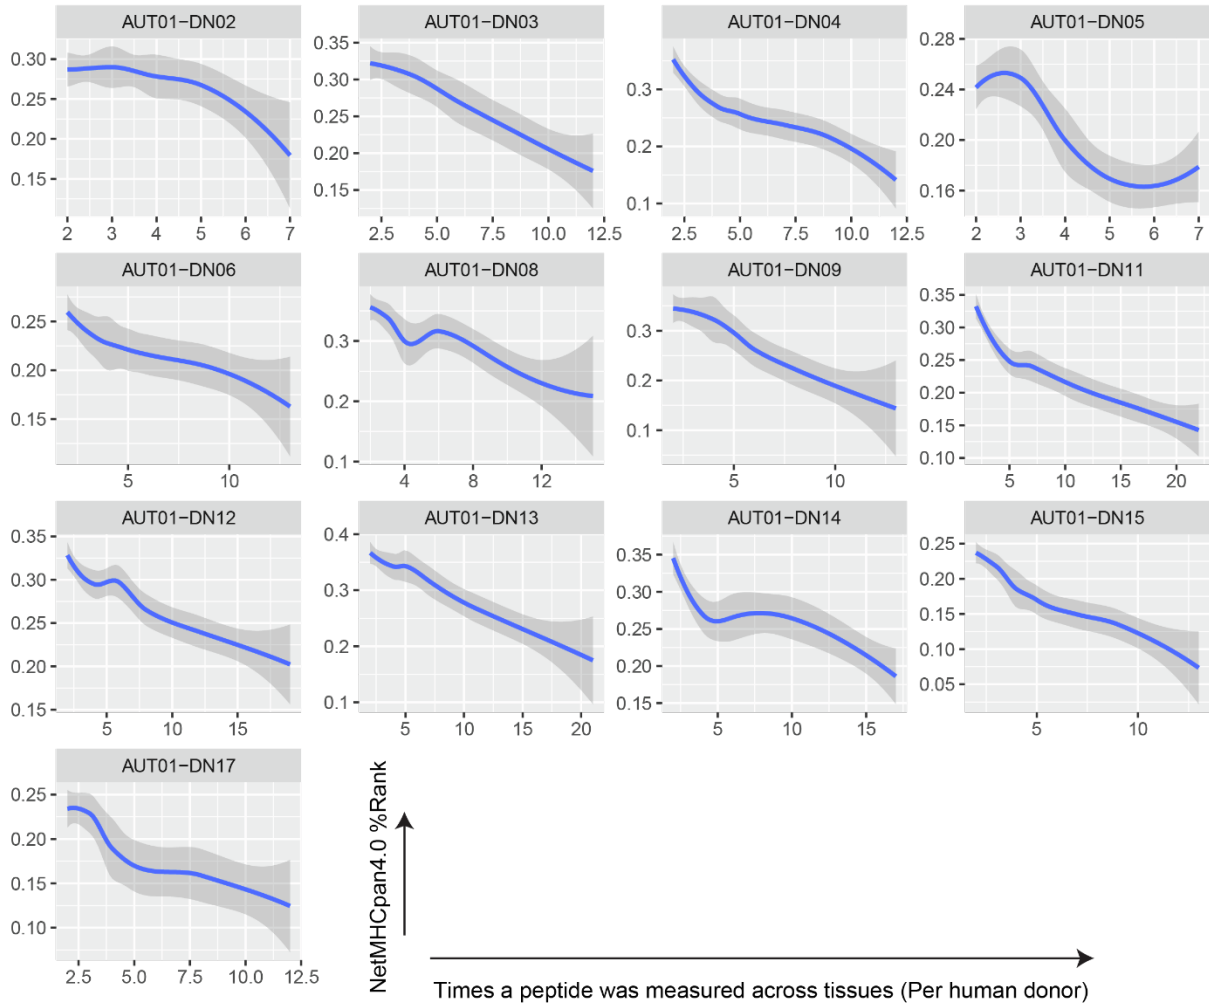 AUT01−DN02 AUT01−DN03 AUT01−DN04 AUT01−DN05
0.30 0.25 0.20 0.15
2 3 4 5 6 7
0.35 0.30 0.25 0.20 0.15
2.5 5.0 7.5 10.0 12.5
0.3 0.2 0.1
2.5 5.0 7.5 10.0 12.5
0.28 0.24 0.20 0.16
2 3 4 5 6 7
AUT01−DN06 AUT01−DN08 AUT01−DN09 AUT01−DN11
0.25 0.20 0.15
5 10
0.3 0.2 0.1
4 8 12
0.3 0.2 0.1
5 10
0.35 0.30 0.25 0.20 0.15 0.10
5 10 15 20
AUT01−DN12 AUT01−DN13 AUT01−DN14 AUT01−DN15
0.35 0.30 0.25 0.20 0.15
5 10 15
0.4 0.3 0.2 0.1
5 10 15 20
0.35 0.30 0.25 0.20 0.15
5 10 15
0.25 0.20 0.15 0.10 0.05
5 10
AUT01−DN17
0.25 0.20 0.15 0.10
2.5 5.0 7.5 10.0 12.5
NetMHCpan4.0 %Rank
Times a peptide was measured across tissues (Per human donor)